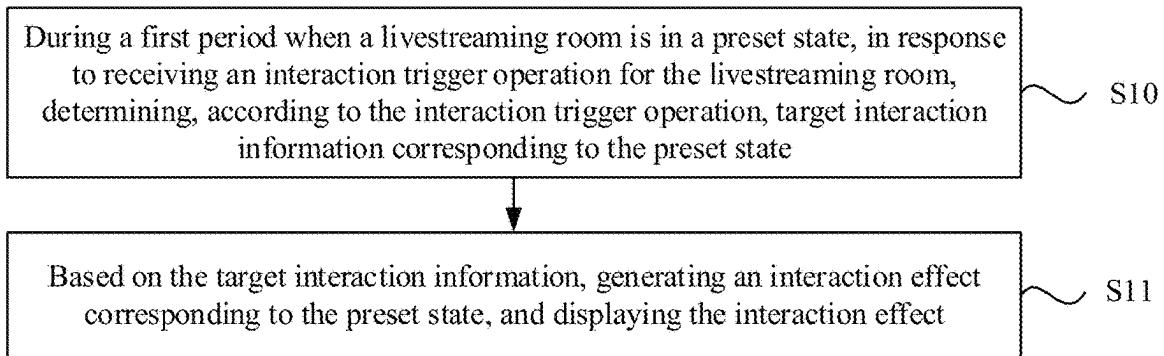 During a first period when a livestreaming room is in a preset state, in response
to receiving an interaction trigger operation for the livestreaming room,
determining, according to the interaction trigger operation, target interaction
information corresponding to the preset state
S10
Based on the target interaction information, generating an interaction effect
corresponding to the preset state, and displaying the interaction effect
S11